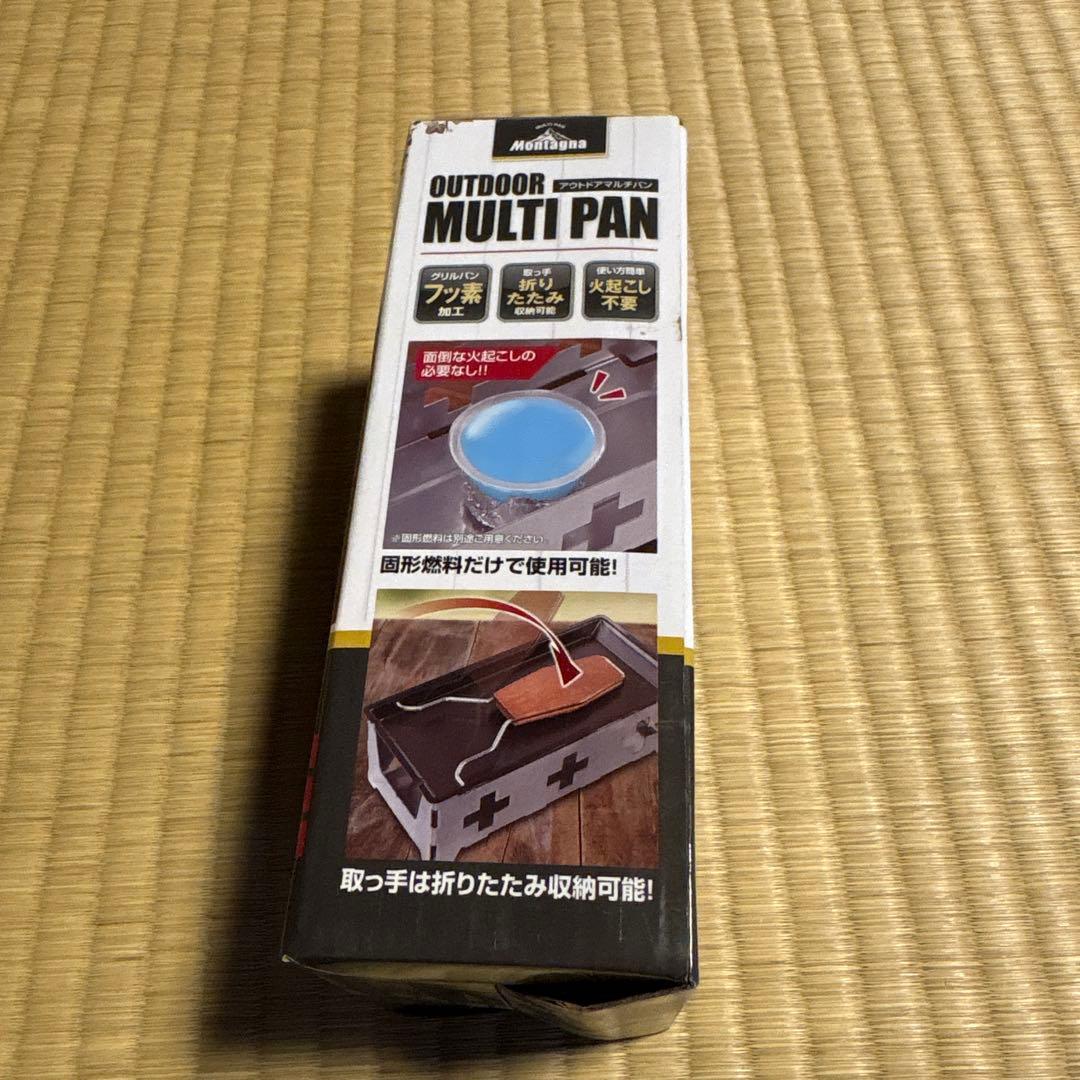 MULTI PAN
Montagna
OUTDOOR アウトドアマルチパン
MULTI PAN
グリルパン
フッ素
加工
取っ手
折り
たたみ
収納可能
使い方簡単
火起こし
不要
面倒な火起こしの
必要なし!!
※固形燃料は別途ご用意ください
固形燃料だけで使用可能!
取っ手は折りたたみ収納可能!